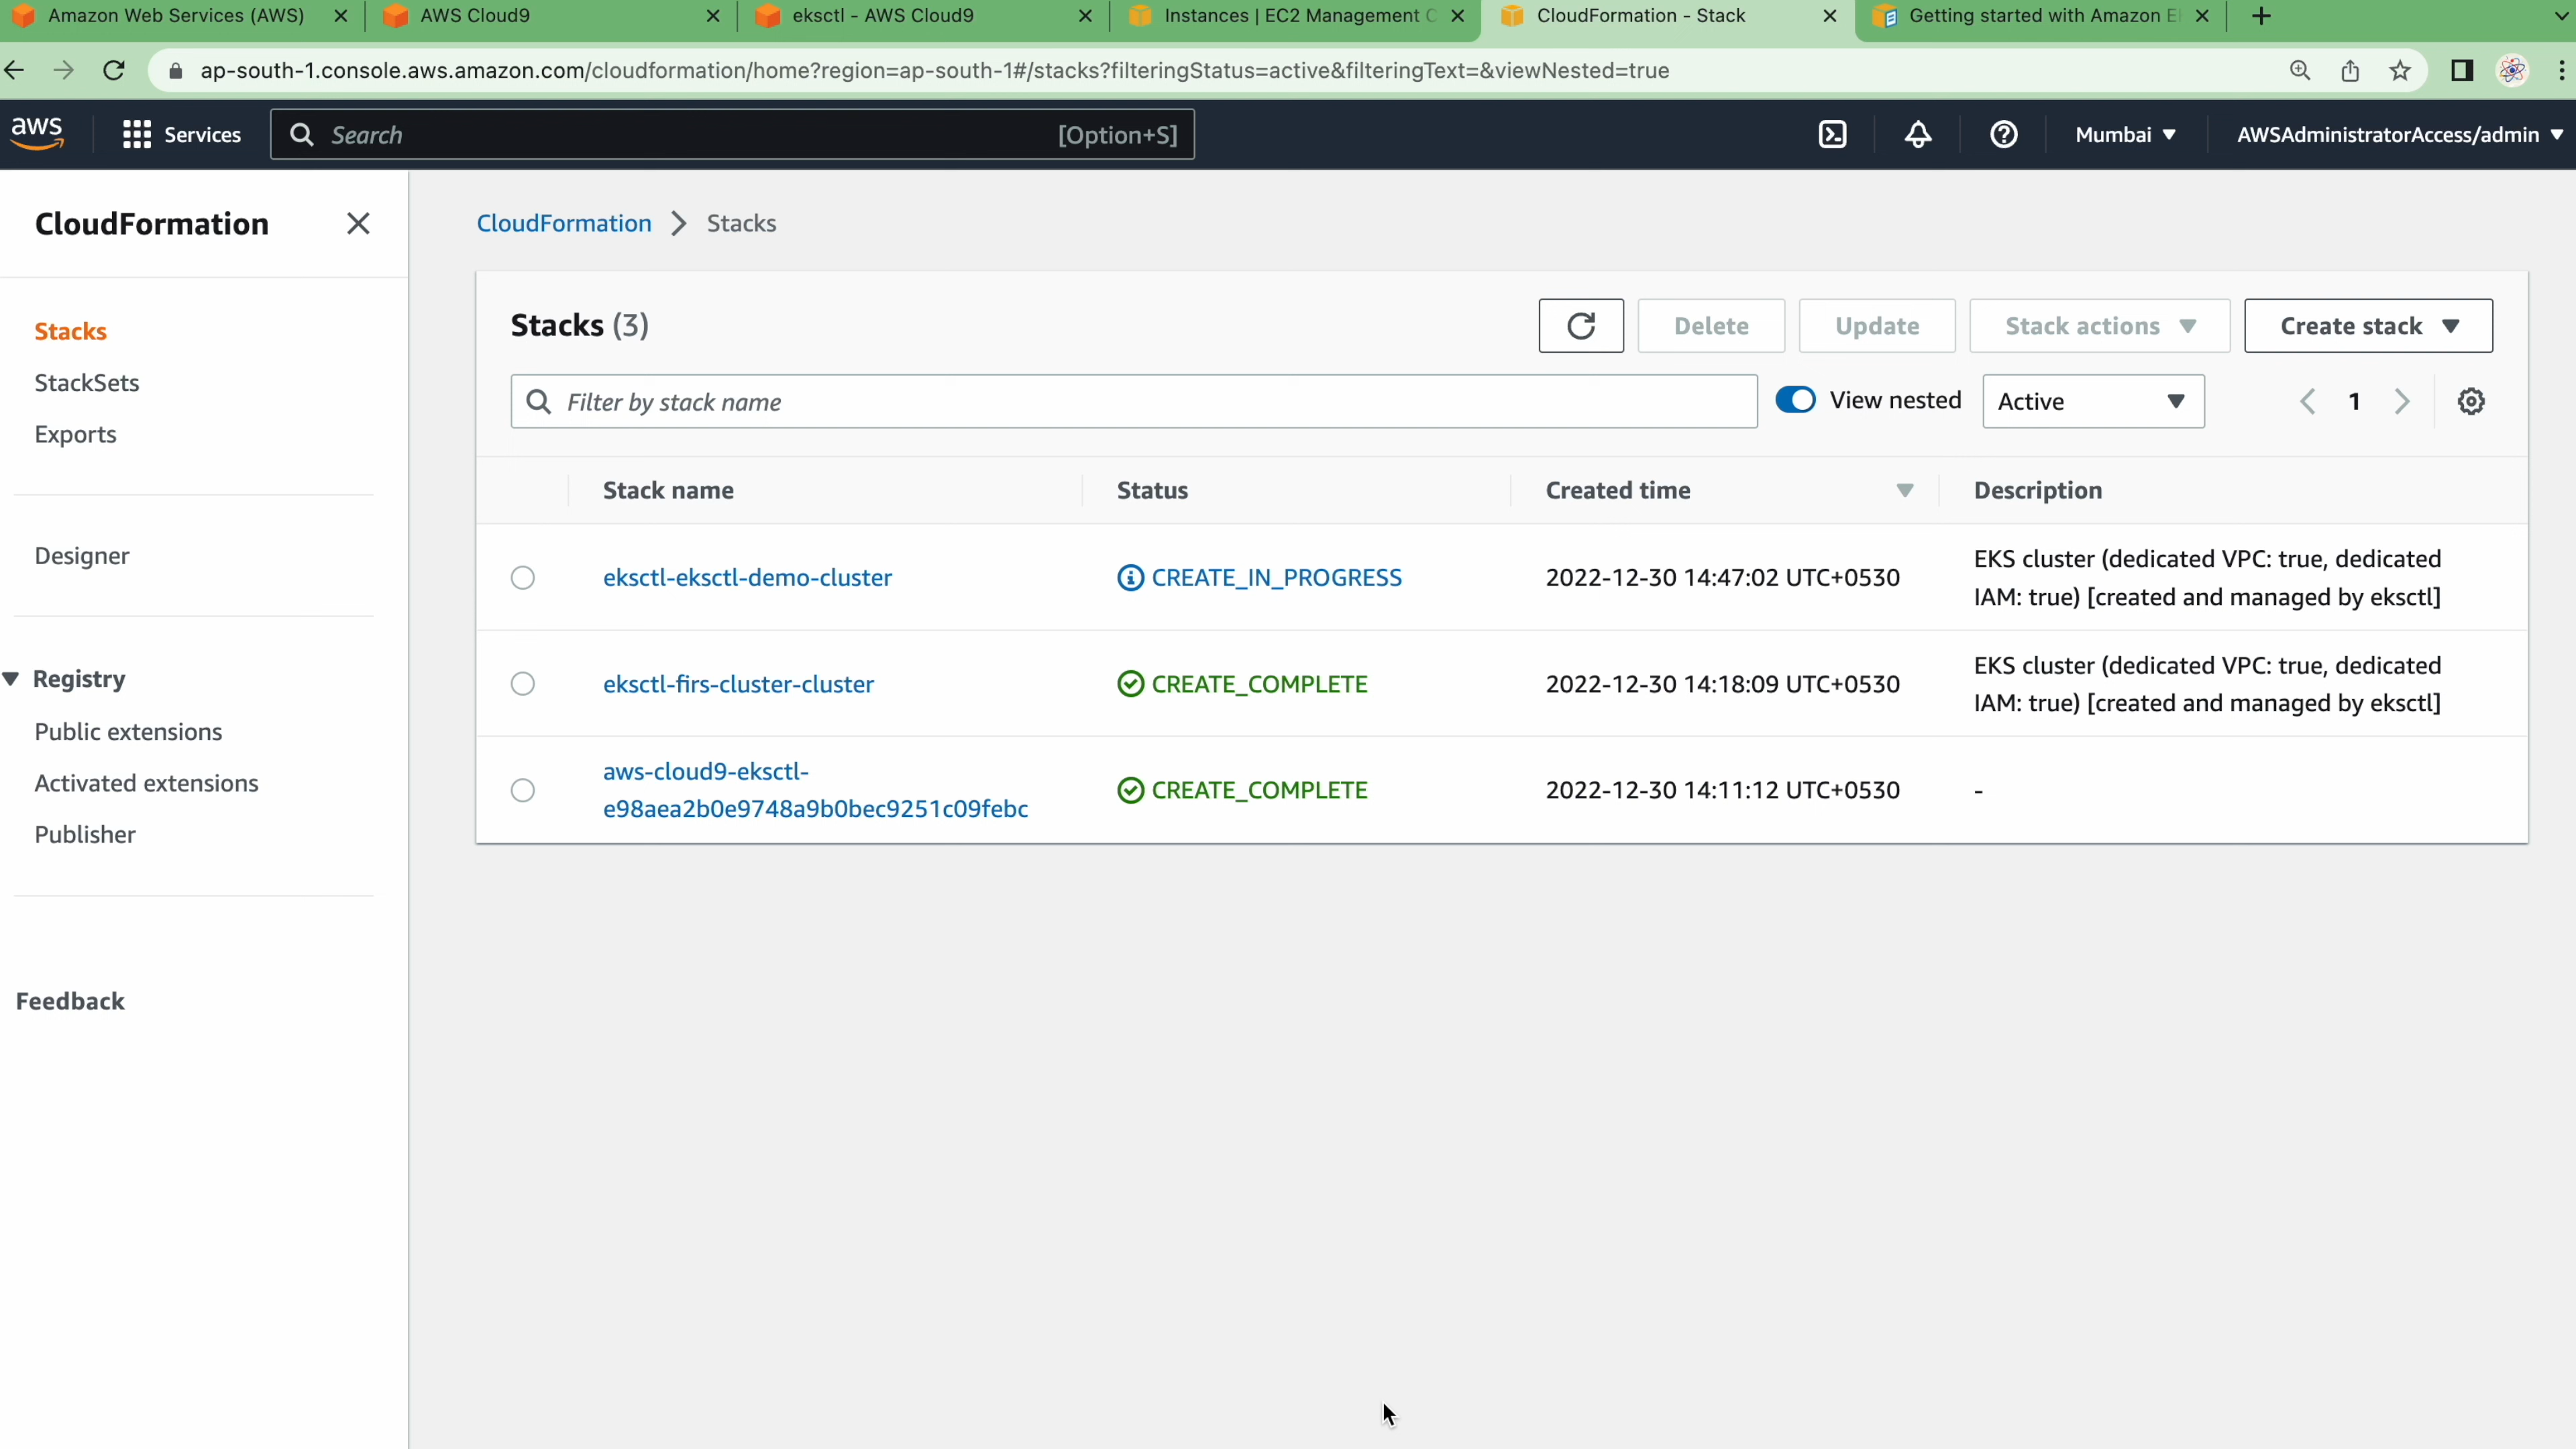 Amazon Web Services (AWS)
AWS Cloud9
eksctl - AWS Cloud9
Instances | EC2 Management C
CloudFormation - Stack
Getting started with Amazon E
ap-south-1.console.aws.amazon.com/cloudformation/home?region=ap-south-1#/stacks?filteringStatus=active&filteringText=&viewNested=true
aws
Services
Search
[Option+S]
Mumbai
AWSAdministratorAccess/admin
CloudFormation
Stacks
StackSets
Exports
Designer
Registry
Public extensions
Activated extensions
Publisher
Feedback
CloudFormation
Stacks
Stacks (3)
Delete
Update
Stack actions
Create stack
Filter by stack name
View nested
Active
1
Stack name
Status
Created time
Description
eksctl-eksctl-demo-cluster
CREATE_IN_PROGRESS
2022-12-30 14:47:02 UTC+0530
EKS cluster (dedicated VPC: true, dedicated
IAM: true) [created and managed by eksctl]
eksctl-firs-cluster-cluster
CREATE_COMPLETE
2022-12-30 14:18:09 UTC+0530
EKS cluster (dedicated VPC: true, dedicated
IAM: true) [created and managed by eksctl]
aws-cloud9-eksctl-
e98aea2b0e9748a9b0bec9251c09febc
CREATE_COMPLETE
2022-12-30 14:11:12 UTC+0530
-